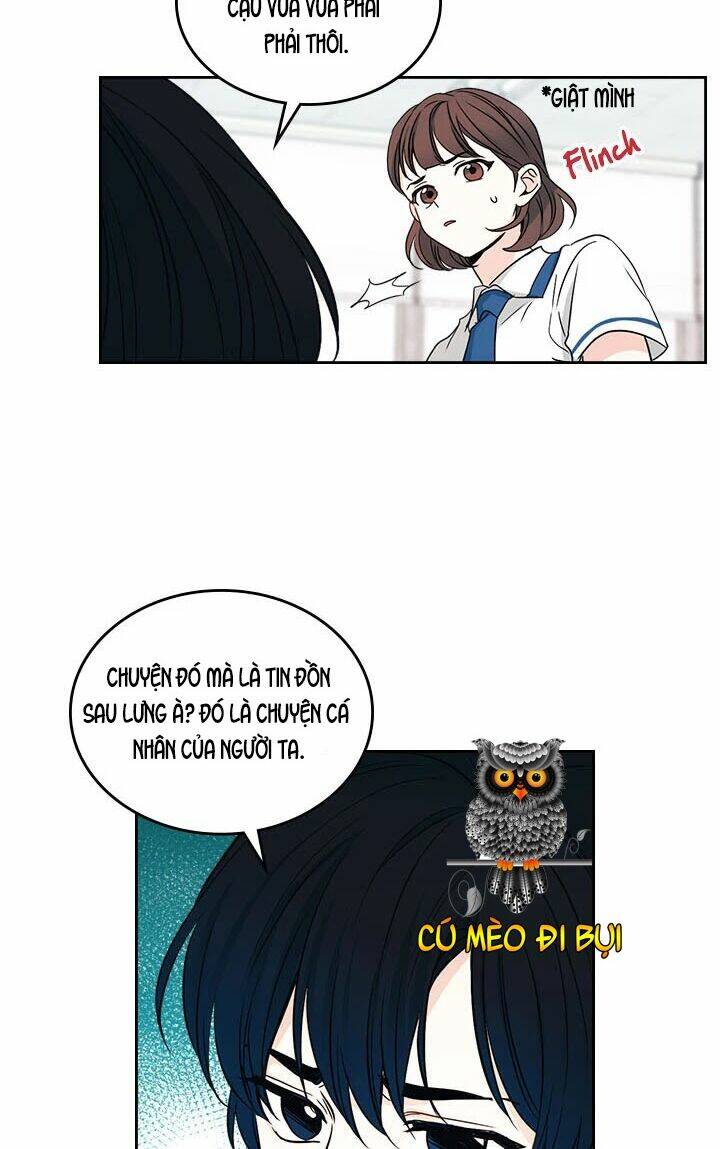 CẬU VỪA VỪA PHẢI
PHẢI THÔI.
*GIẬT MÌNH
Flinch
CHUYỆN ĐÓ MÀ LÀ TIN ĐỒN
SAU LƯNG À? ĐÓ LÀ CHUYỆN CÁ
NHÂN CỦA NGƯỜI TA.
CÚ MÈO ĐI BỤI